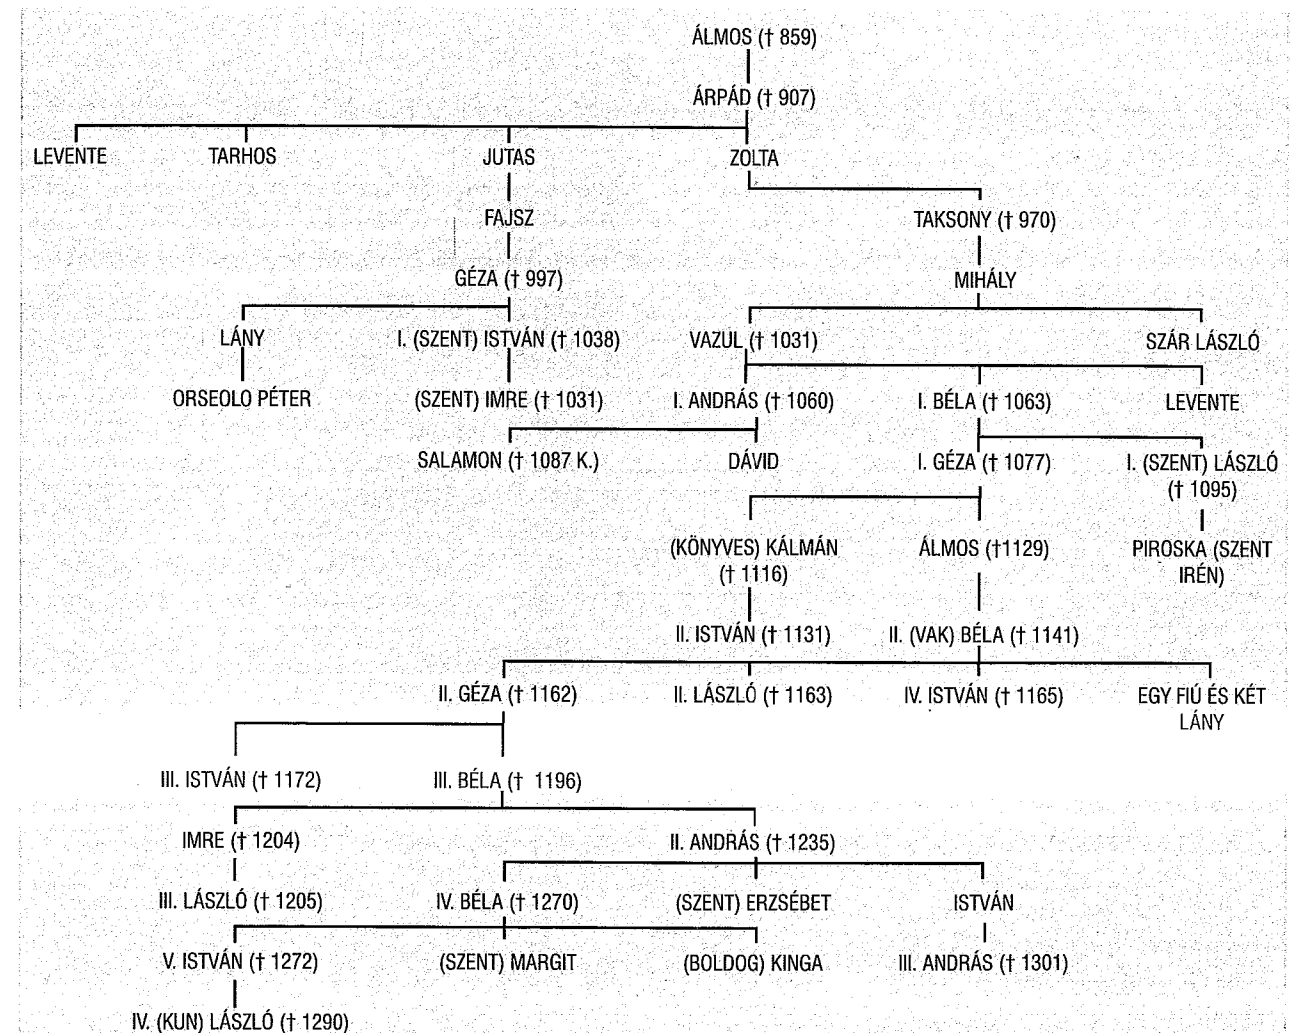 ÁLMOS († 859)
ÁRPÁD († 907)
LEVENTE TARHOS JUTAS ZOLTA
FAJSZ TAKSONY († 970)
GÉZA († 997) MIHÁLY
LÁNY I. (SZENT) ISTVÁN († 1038) VAZUL († 1031) SZÁR LÁSZLÓ
ORSEOLO PÉTER (SZENT) IMRE († 1031) I. ANDRÁS († 1060) I. BÉLA († 1063) LEVENTE
SALAMON († 1087 K.) DÁVID I. GÉZA († 1077) I. (SZENT) LÁSZLÓ
(† 1095)
(KÖNYVES) KÁLMÁN ÁLMOS (†1129) PIROSKA (SZENT
(† 1116) IRÉN)
II. ISTVÁN († 1131) II. (VAK) BÉLA († 1141)
II. GÉZA († 1162) II. LÁSZLÓ († 1163) IV. ISTVÁN († 1165) EGY FIÚ ÉS KÉT
LÁNY
III. ISTVÁN († 1172) III. BÉLA († 1196)
IMRE († 1204) II. ANDRÁS († 1235)
III. LÁSZLÓ († 1205) IV. BÉLA († 1270) (SZENT) ERZSÉBET ISTVÁN
V. ISTVÁN († 1272) (SZENT) MARGIT (BOLDOG) KINGA III. ANDRÁS († 1301)
IV. (KUN) LÁSZLÓ († 1290)